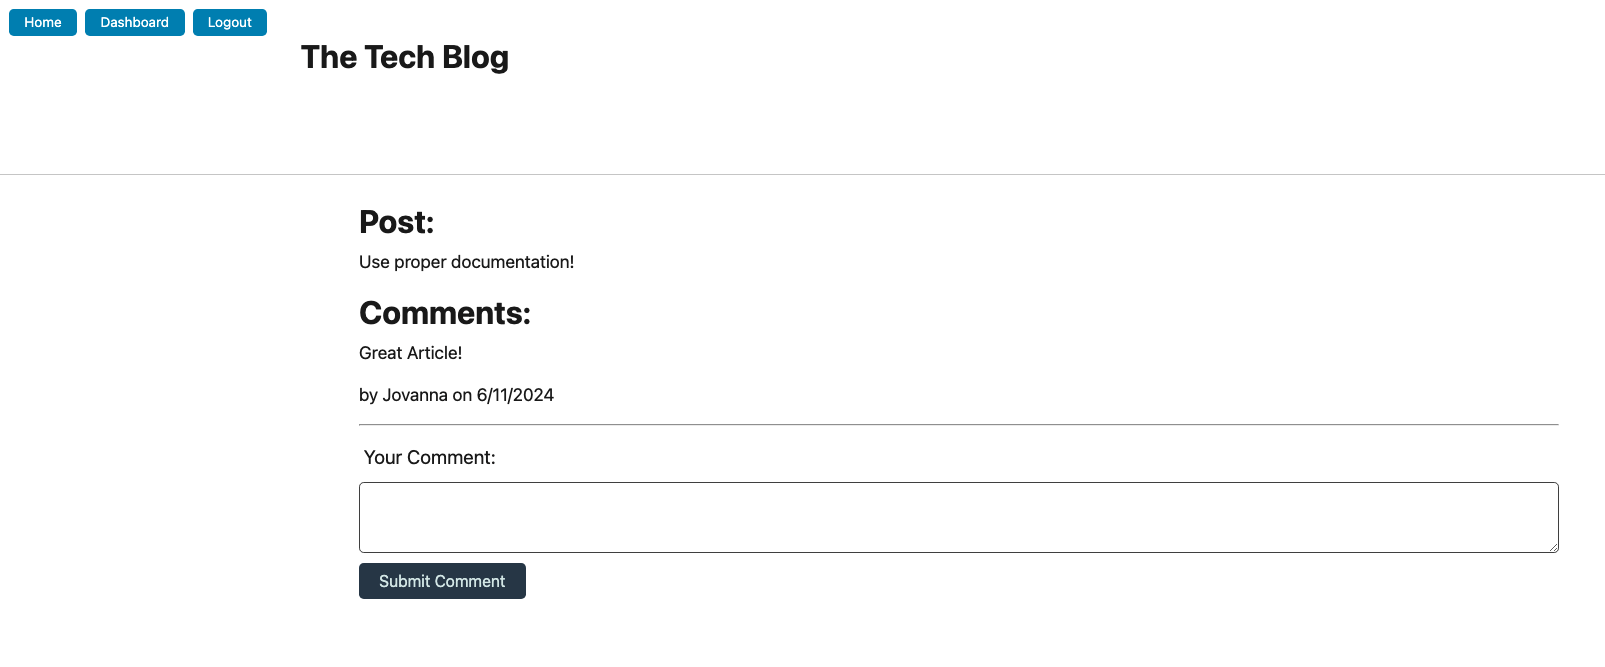 Home Dashboard Logout
The Tech Blog
Post:
Use proper documentation!
Comments:
Great Article!
by Jovanna on 6/11/2024
Your Comment:
Submit Comment